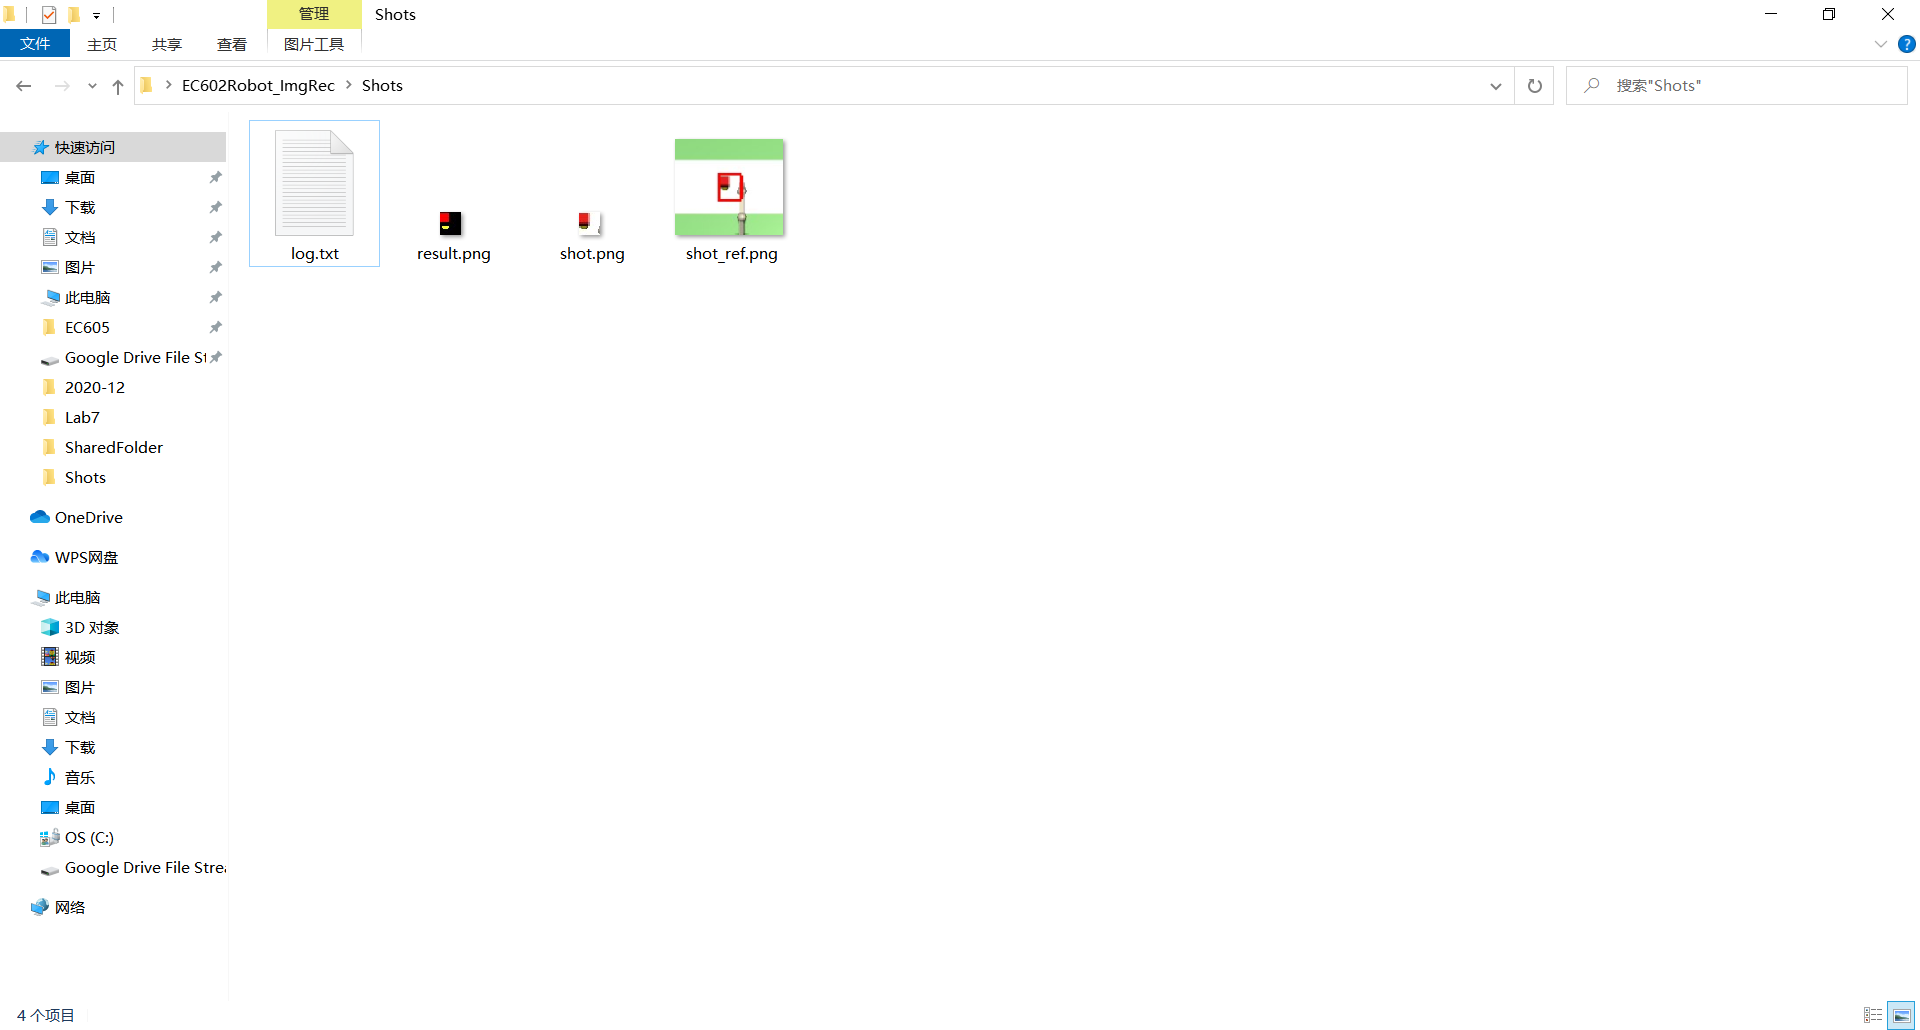 管理
Shots
文件
主页
共享
查看
图片工具
EC602Robot_ImgRec
Shots
搜索"Shots"
快速访问
桌面
下载
文档
图片
此电脑
EC605
Google Drive File St
2020-12
Lab7
SharedFolder
Shots
OneDrive
WPS网盘
此电脑
3D 对象
视频
图片
文档
下载
音乐
桌面
OS (C:)
Google Drive File Strea
网络
log.txt
result.png
shot.png
shot_ref.png
4 个项目